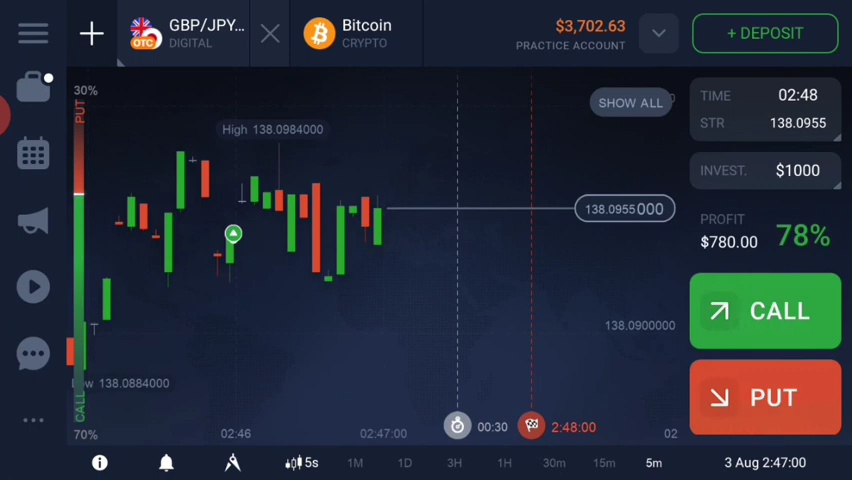 GBP/JPY...
DIGITAL
OTC
Bitcoin
CRYPTO
$3,702.63
PRACTICE ACCOUNT
+ DEPOSIT
30%
PUT
High 138.0984000
SHOW ALL
TIME 02:48
STR 138.0955
138.0955000
INVEST. $1000
PROFIT
$780.00 78%
CALL
138.0900000
138.0884000
PUT
CALL
70%
02:46
02:47:00
00:30
2:48:00
02
5s
1M
1D
3H
1H
30m
15m
5m
3 Aug 2:47:00